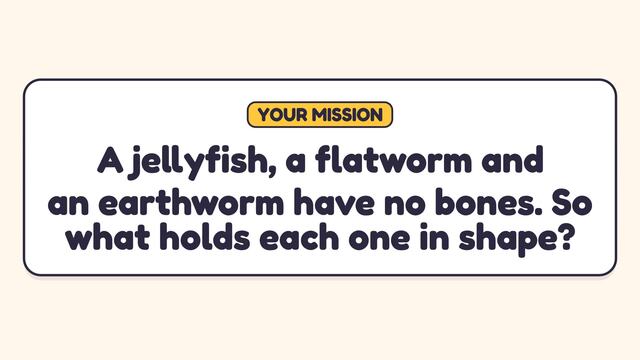 YOUR MISSION
A jellyfish, a flatworm and
an earthworm have no bones. So
what holds each one in shape?